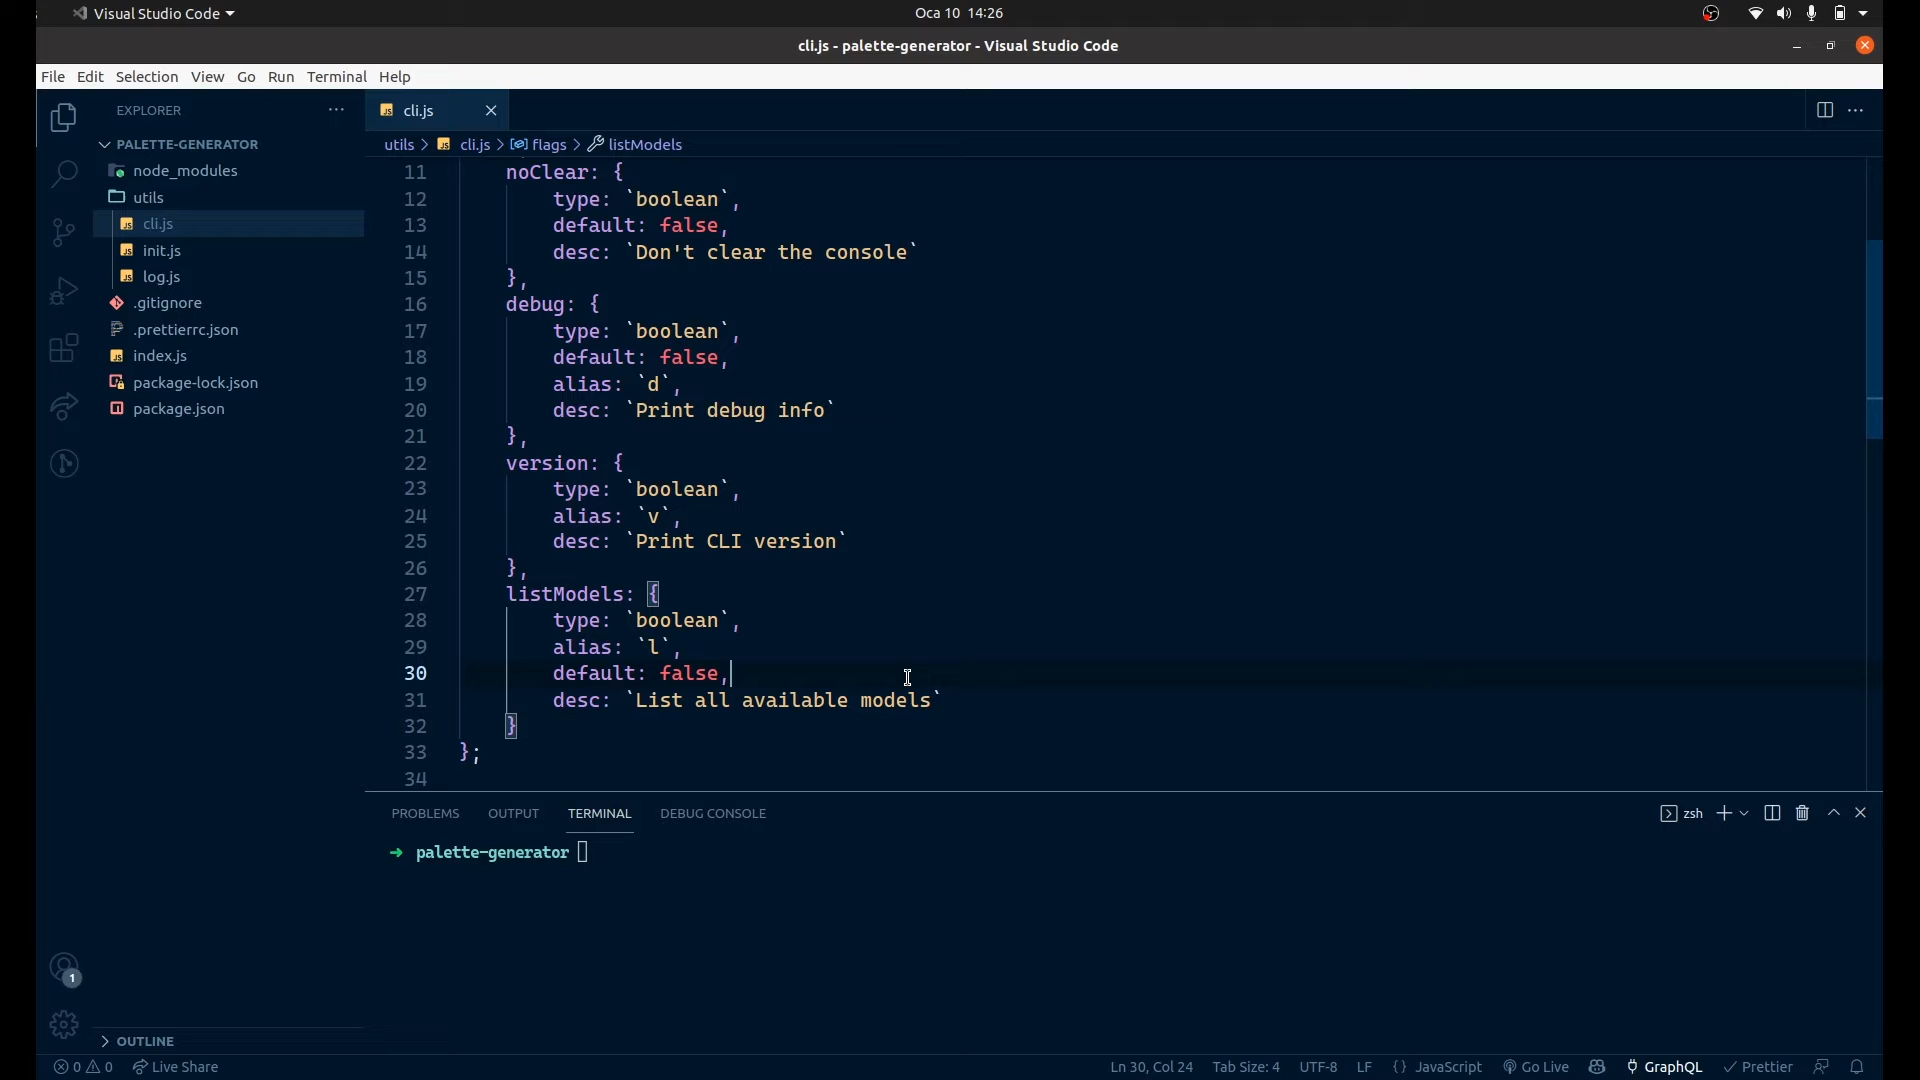 Visual Studio Code
Oca 10 14:26
cli.js - palette-generator - Visual Studio Code
File Edit Selection View Go Run Terminal Help
EXPLORER
PALETTE-GENERATOR
node_modules
utils
cli.js
init.js
log.js
.gitignore
.prettierrc.json
index.js
package-lock.json
package.json
OUTLINE
1
cli.js
utils > cli.js > flags > listModels
11 noClear: {
12 type: `boolean`,
13 default: false,
14 desc: `Don't clear the console`
15 },
16 debug: {
17 type: `boolean`,
18 default: false,
19 alias: `d`,
20 desc: `Print debug info`
21 },
22 version: {
23 type: `boolean`,
24 alias: `v`,
25 desc: `Print CLI version`
26 },
27 listModels: {
28 type: `boolean`,
29 alias: `l`,
30 default: false,
31 desc: `List all available models`
32 }
33 };
34
PROBLEMS OUTPUT TERMINAL DEBUG CONSOLE
zsh
→ palette-generator
0 0 Live Share
Ln 30, Col 24 Tab Size: 4 UTF-8 LF {} JavaScript Go Live GraphQL Prettier